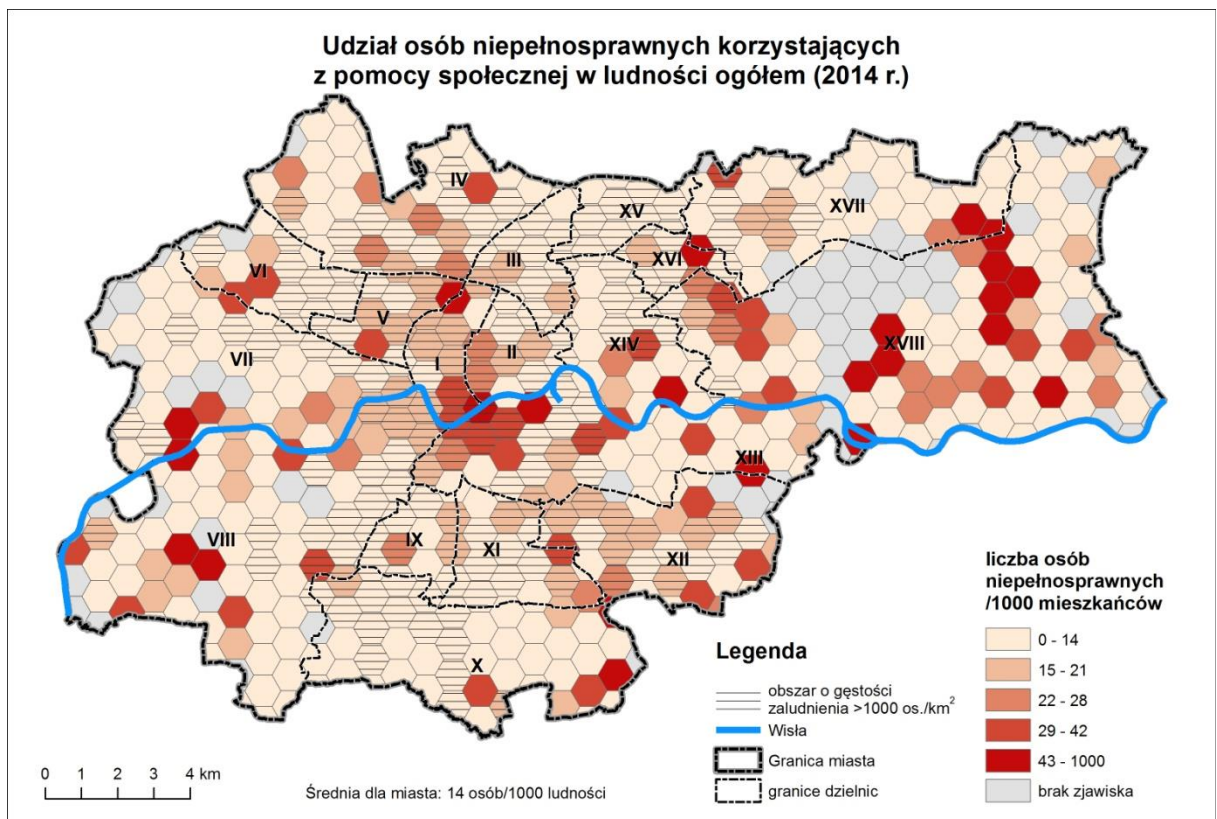 Udział osób niepełnosprawnych korzystających
z pomocy społecznej w ludności ogółem (2014 r.)
IV
XV
XVII
III
XVI
VI
V
II
XIV
XVIII
VII
I
XIII
VIII
IX
XI
XII
X
liczba osób
niepełnosprawnych
/1000 mieszkańców
0 - 14
15 - 21
22 - 28
29 - 42
43 - 1000
brak zjawiska
Legenda
obszar o gęstości
zaludnienia >1000 os./km²
Wisła
Granica miasta
granice dzielnic
0 1 2 3 4 km
Średnia dla miasta: 14 osób/1000 ludności